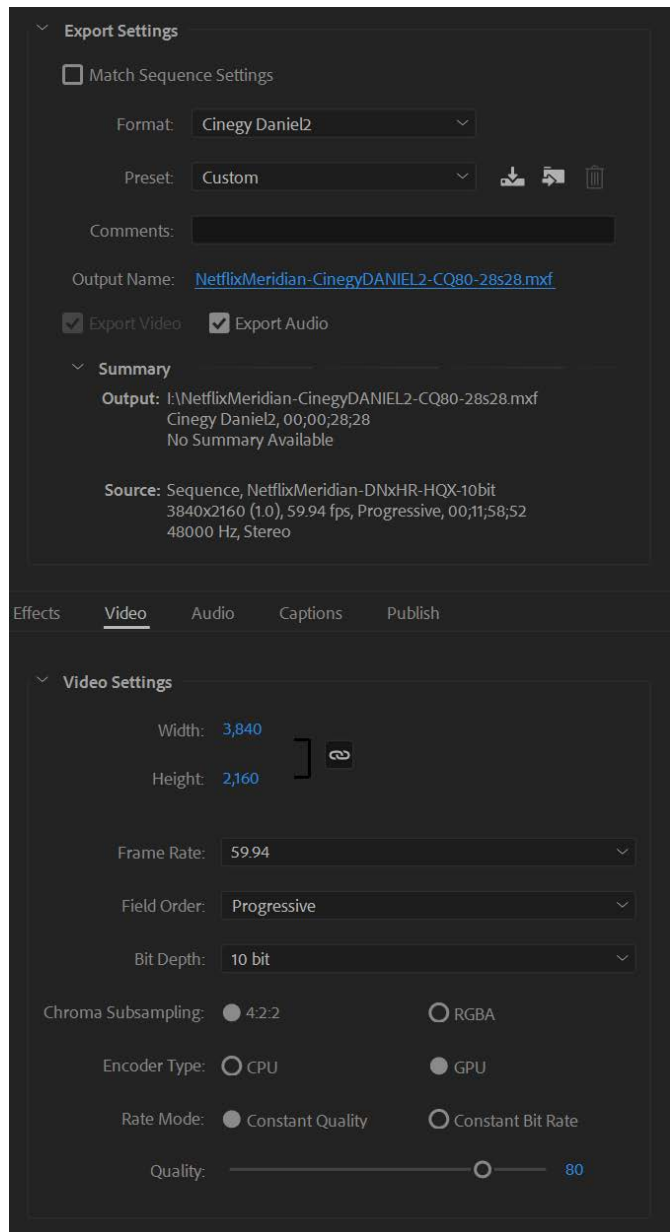 Export Settings
Match Sequence Settings
Format: Cinegy Daniel2
Preset: Custom
Comments:
Output Name: NetflixMeridian-CinegyDANIEL2-CQ80-28s28.mxf
Export Video Export Audio
Summary
Output: I:\NetflixMeridian-CinegyDANIEL2-CQ80-28s28.mxf
Cinegy Daniel2, 00;00;28;28
No Summary Available
Source: Sequence, NetflixMeridian-DNxHR-HQX-10bit
3840x2160 (1.0), 59.94 fps, Progressive, 00;11;58;52
48000 Hz, Stereo
Effects Video Audio Captions Publish
Video Settings
Width: 3,840
Height: 2,160
Frame Rate: 59.94
Field Order: Progressive
Bit Depth: 10 bit
Chroma Subsampling: 4:2:2 RGBA
Encoder Type: CPU GPU
Rate Mode: Constant Quality Constant Bit Rate
Quality: 80